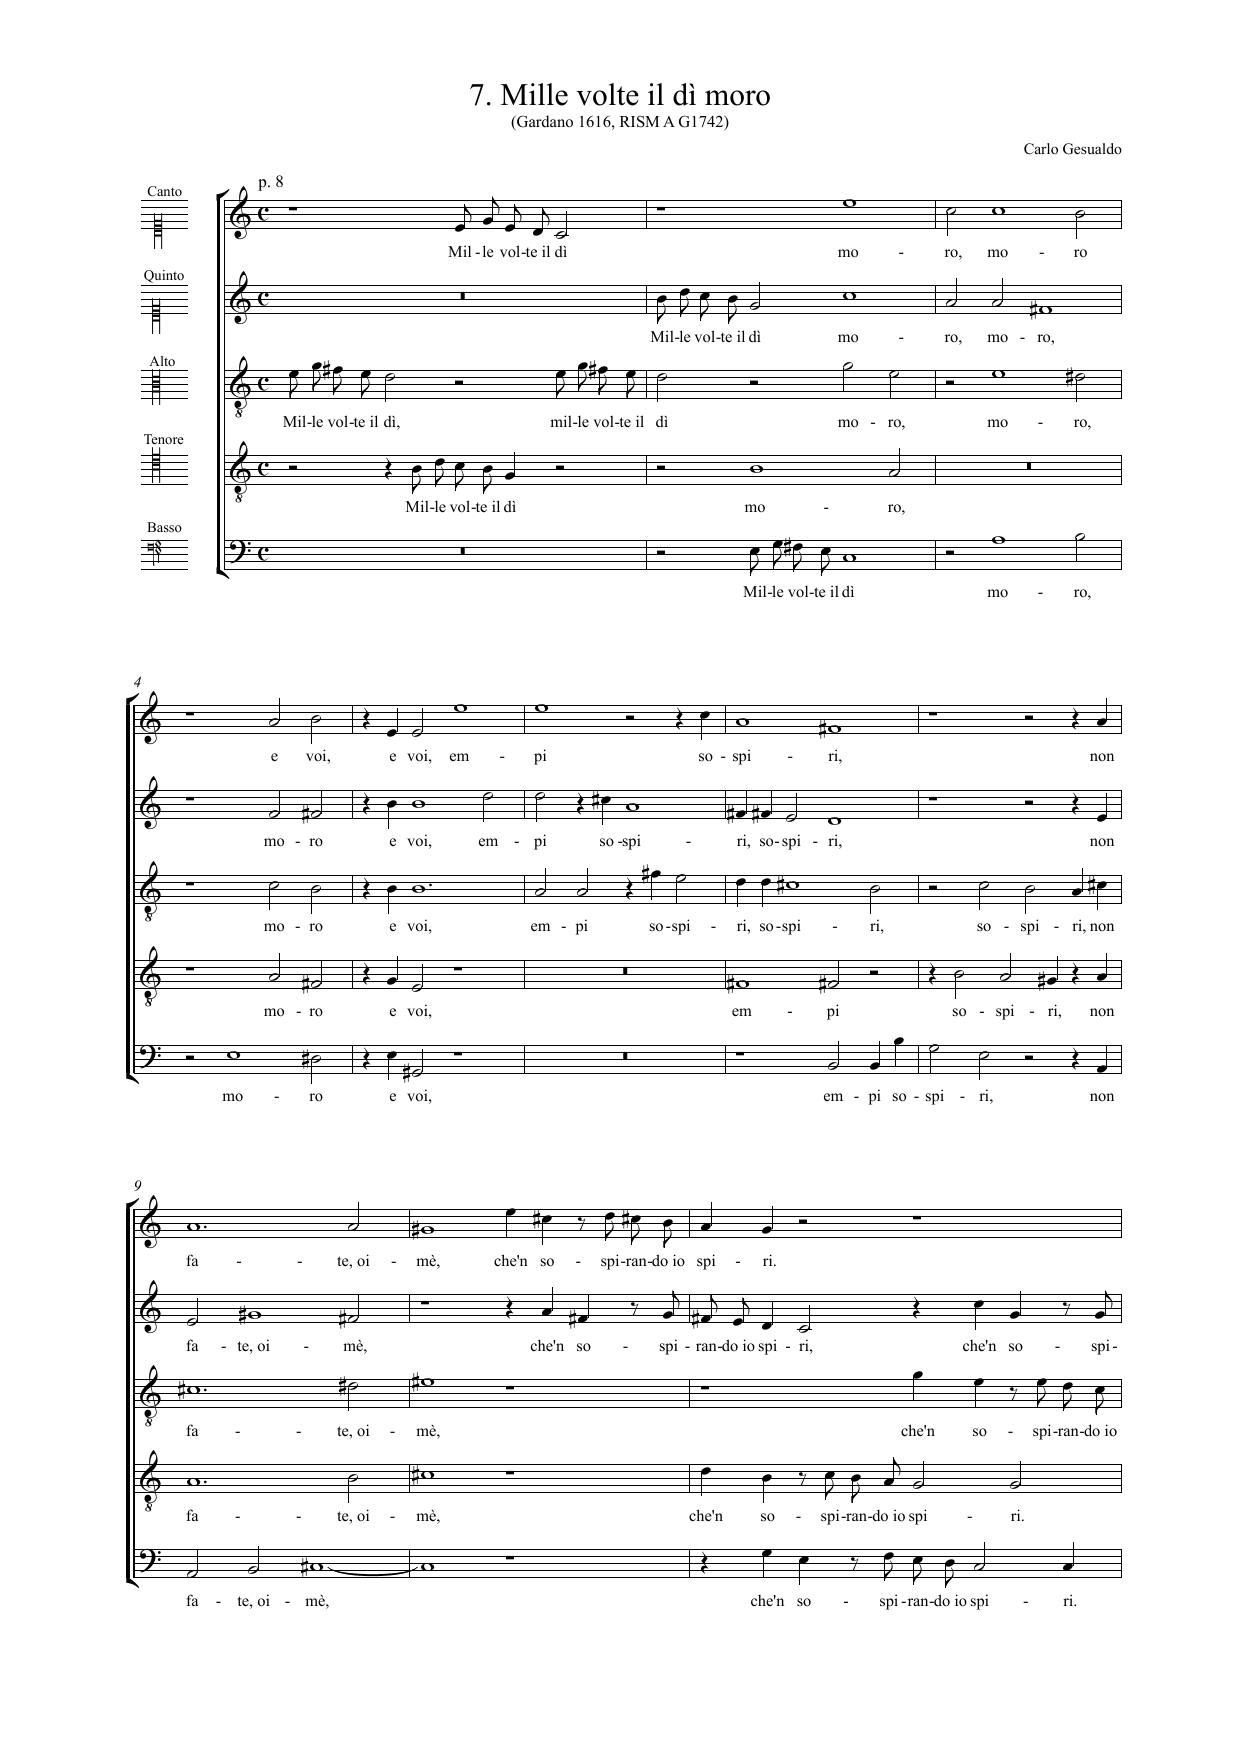 7. Mille volte il dì moro
(Gardano 1616, RISM A G1742)
Carlo Gesualdo
p. 8
Canto
Mil - le vol-te il dì mo - ro, mo - ro
Quinto
Mil-le vol-te il dì mo - ro, mo - ro,
Alto
Mil-le vol-te il dì, mil-le vol-te il dì mo - ro, mo - ro,
Tenore
Mil-le vol-te il dì mo - ro,
Basso
Mil-le vol-te il dì mo - ro,
4
e voi, e voi, em - pi so - spi - ri, non
mo - ro e voi, em - pi so - spi - ri, so - spi - ri, non
mo - ro e voi, em - pi so - spi - ri, so - spi - ri, so - spi - ri, non
mo - ro e voi, em - pi so - spi - ri, non
mo - ro e voi, em - pi so - spi - ri, non
9
fa - - te, oi - mè, che'n so - spi-ran-do io spi - ri.
fa - te, oi - mè, che'n so - spi - ran-do io spi - ri, che'n so - spi-
fa - - te, oi - mè, che'n so - spi-ran-do io
fa - - te, oi - mè, che'n so - spi-ran-do io spi - ri.
fa - te, oi - mè, che'n so - spi-ran-do io spi - ri.